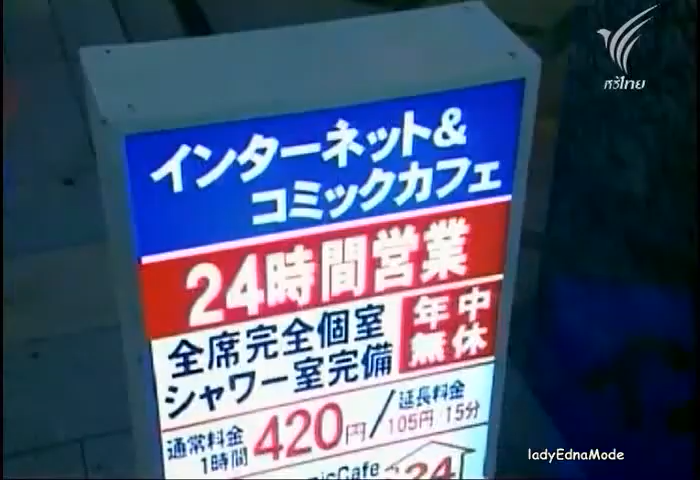 ทีวีไทย
インターネット&
コミックカフェ
24時間営業
全席完全個室
シャワー室完備
年中
無休
通常料金
1時間
420円/
延長料金
105円/15分
24
ladyEdnaMode